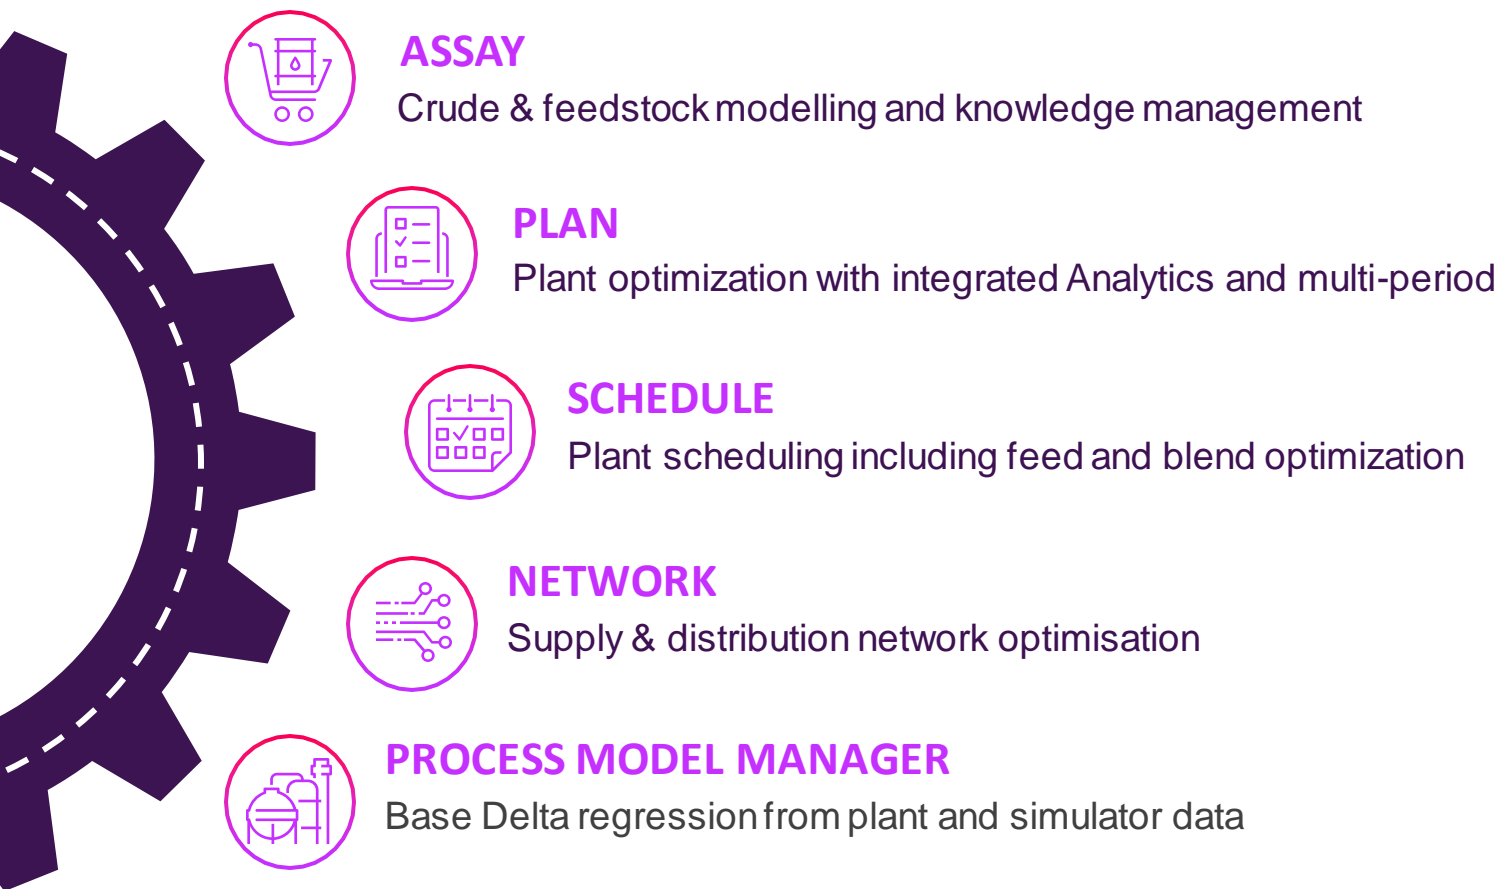 ASSAY
Crude & feedstock modelling and knowledge management
PLAN
Plant optimization with integrated Analytics and multi-period
SCHEDULE
Plant scheduling including feed and blend optimization
NETWORK
Supply & distribution network optimisation
PROCESS MODEL MANAGER
Base Delta regression from plant and simulator data